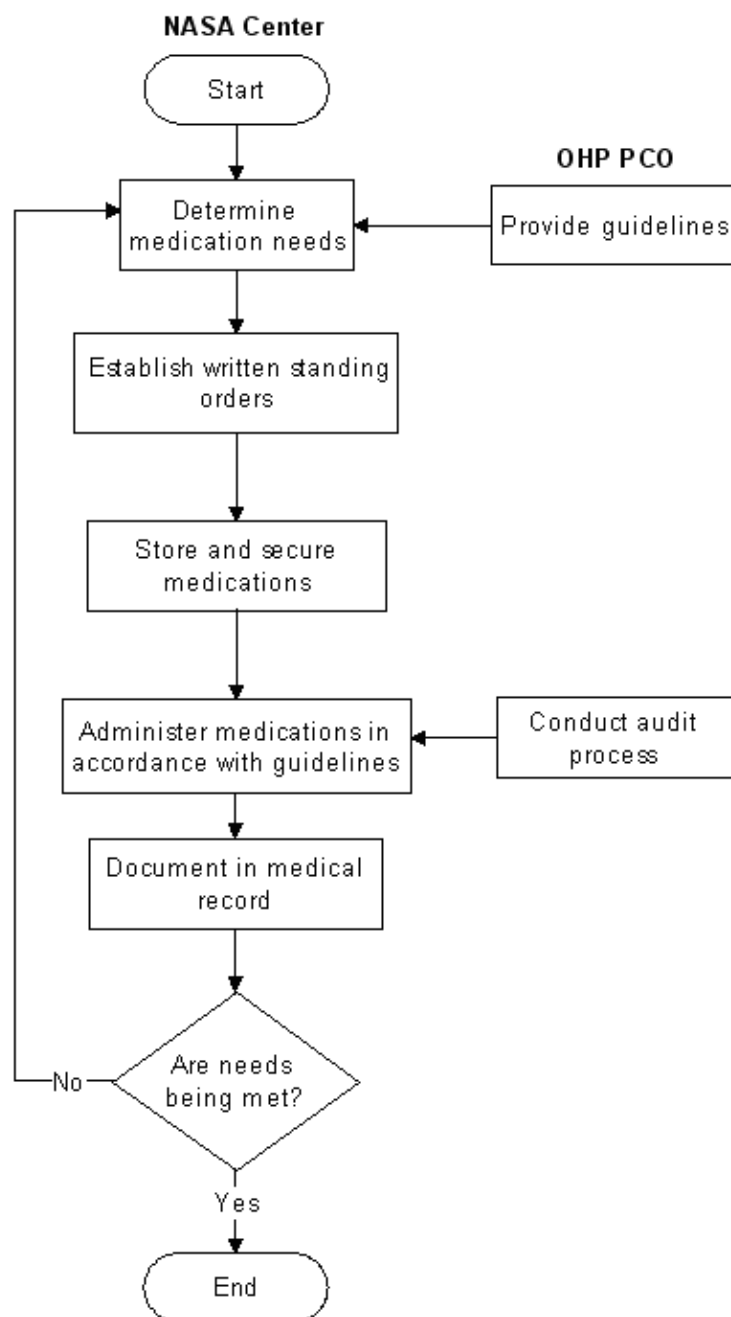 NASA Center
Start
OHP PCO
Determine
medication needs
Provide guidelines
Establish written standing
orders
Store and secure
medications
Administer medications in
accordance with guidelines
Conduct audit
process
Document in medical
record
Are needs
being met?
No
Yes
End